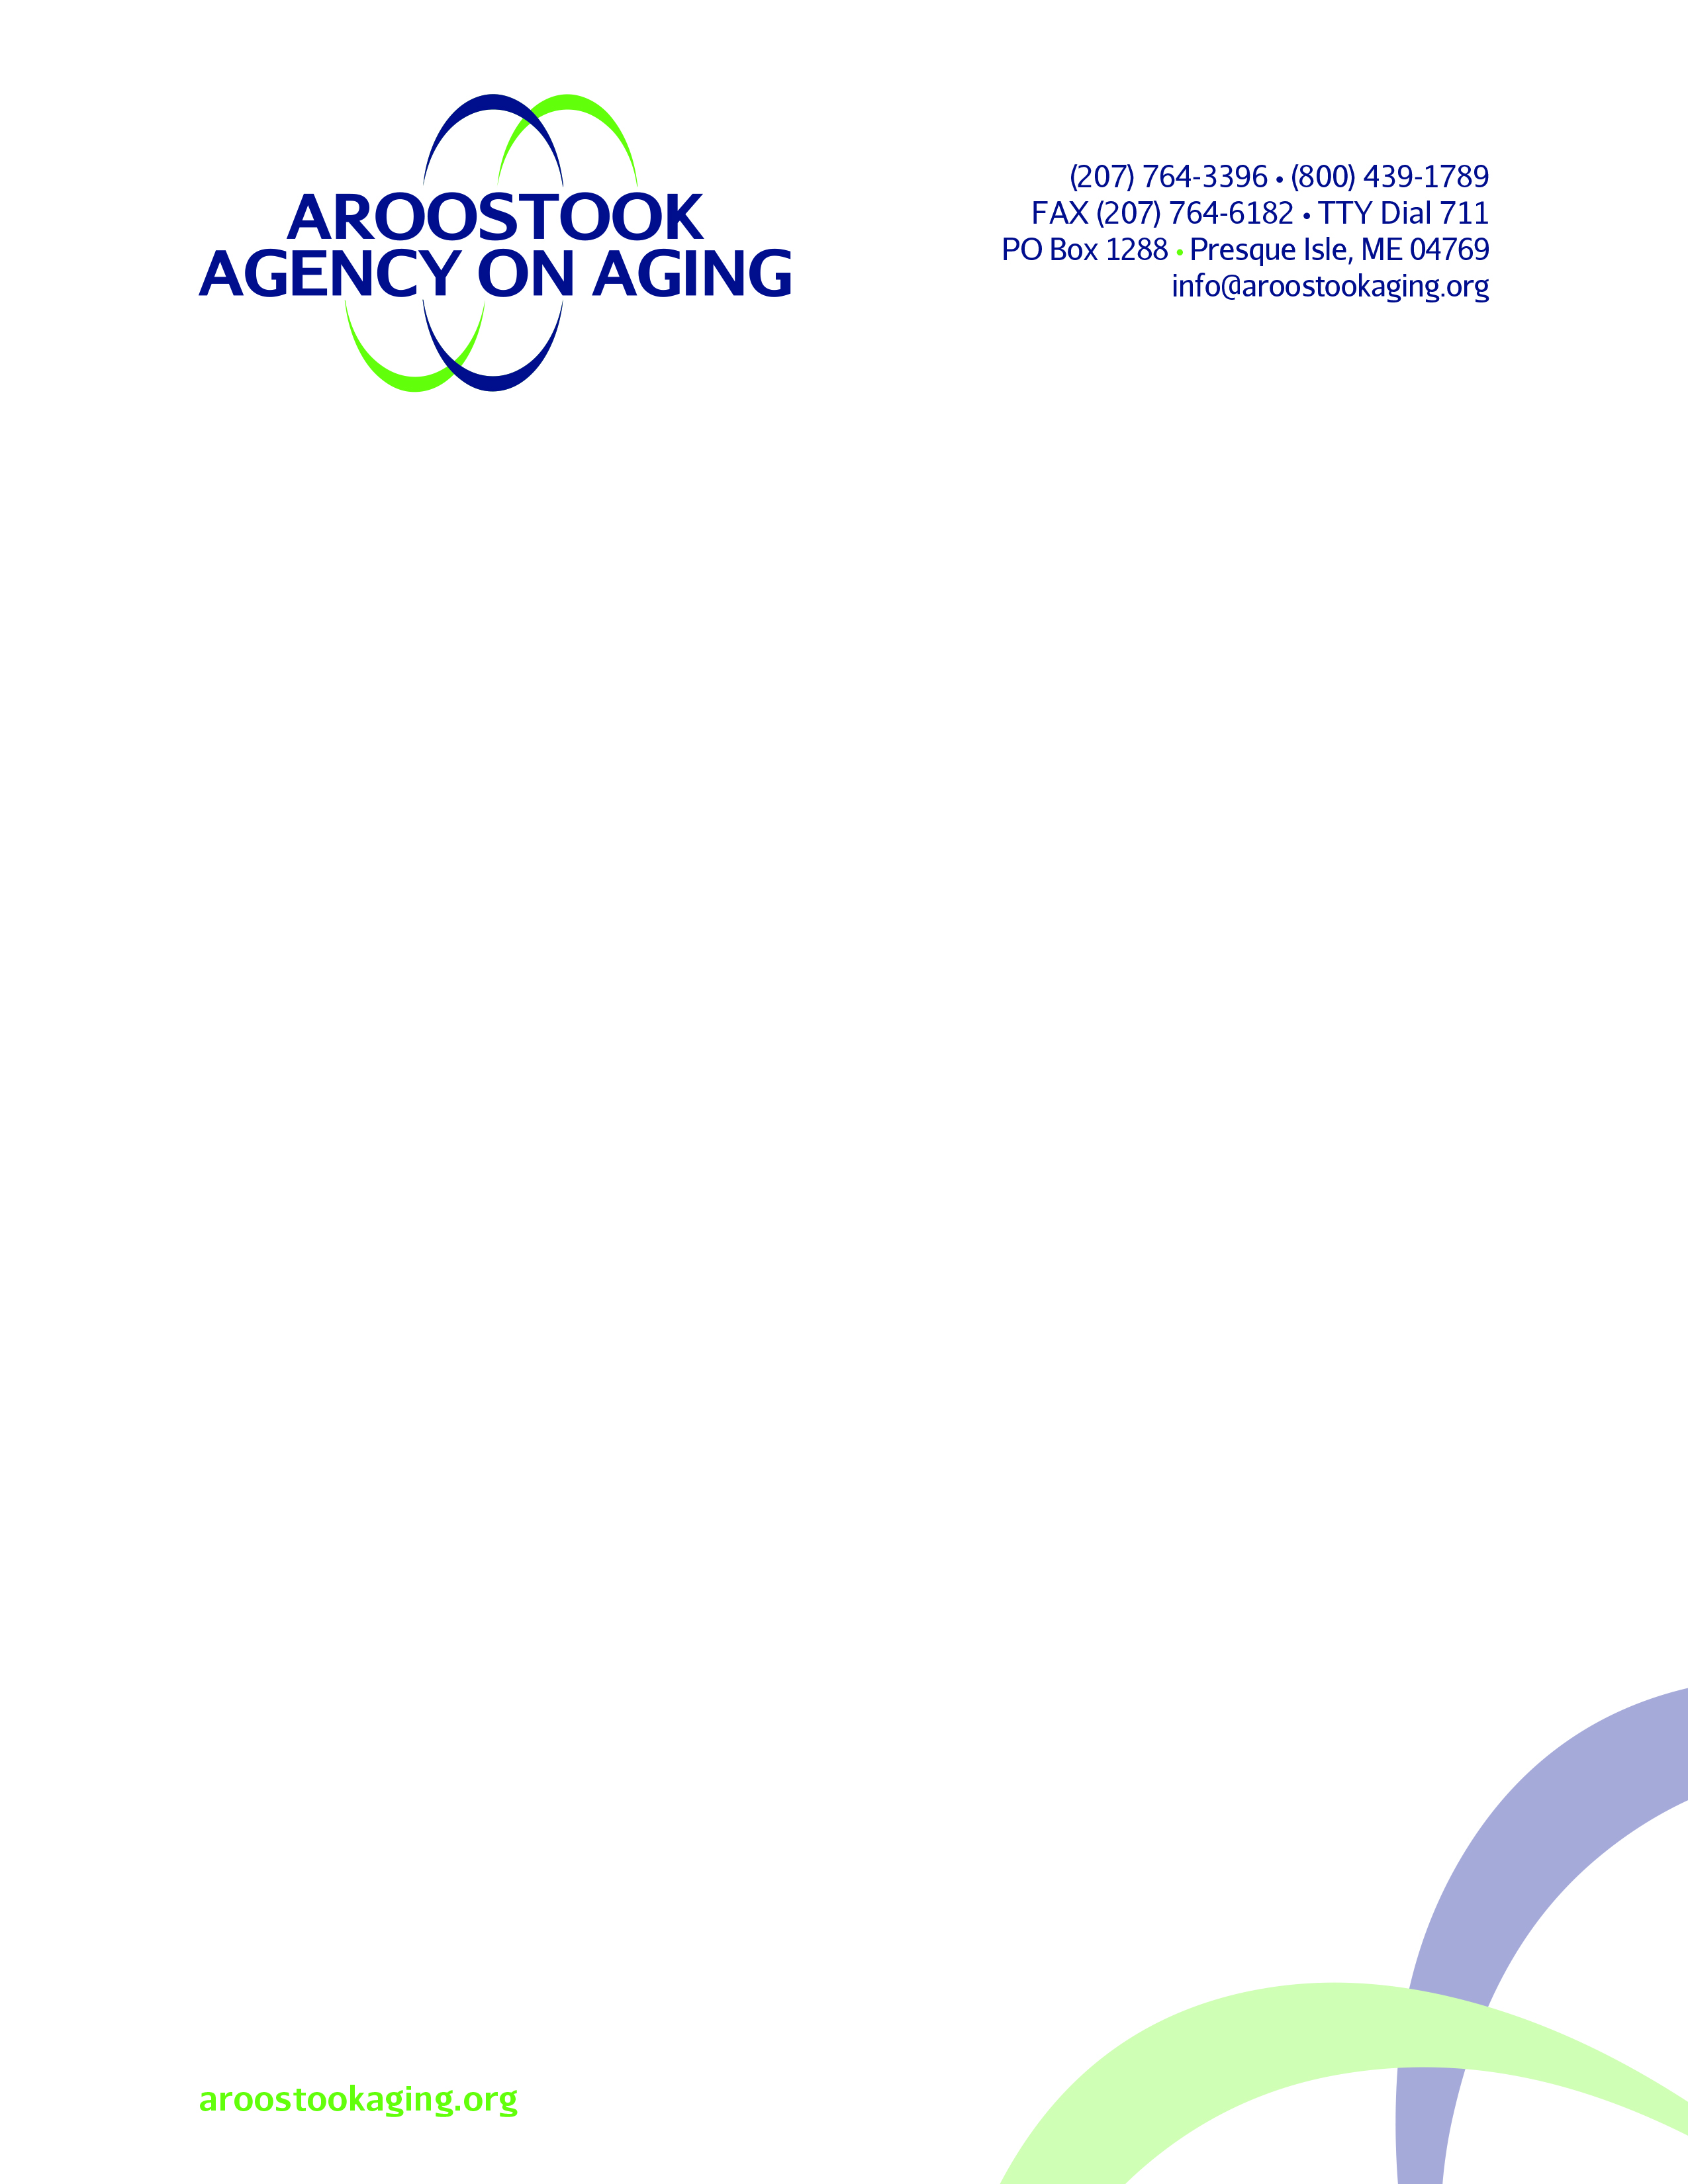 AROOSTOOK
AGENCY ON AGING
(207) 764-3396 • (800) 439-1789
FAX (207) 764-6182 • TTY Dial 711
PO Box 1288 • Presque Isle, ME 04769
info@aroostookaging.org
aroostookaging.org